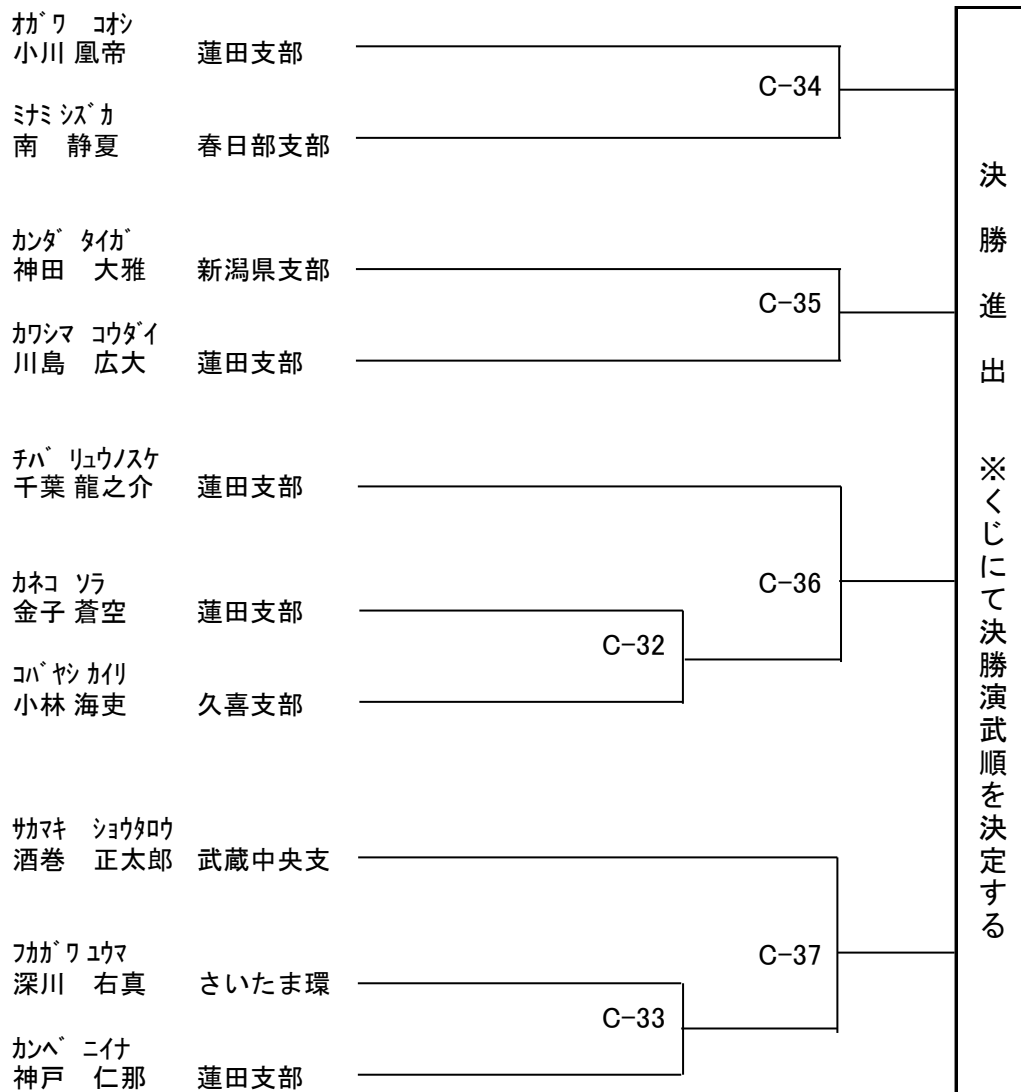 ｵｶﾞﾜ　ｺｵｼ
小川 凰帝　蓮田支部
C-34
ﾐﾅﾐ ｼｽﾞｶ
南　静夏　春日部支部
ｶﾝﾀﾞ　ﾀｲｶﾞ
神田　大雅　新潟県支部
C-35
ｶﾜｼﾏ　ｺｳﾀﾞｲ
川島　広大　蓮田支部
ﾁﾊﾞ　ﾘｭｳﾉｽｹ
千葉 龍之介　蓮田支部
C-36
ｶﾈｺ　ｿﾗ
金子 蒼空　蓮田支部
C-32
ｺﾊﾞﾔｼ ｶｲﾘ
小林 海吏　久喜支部
ｻｶﾏｷ　ｼｮｳﾀﾛｳ
酒巻　正太郎　武蔵中央支
C-37
ﾌｶｶﾞﾜ ﾕｳﾏ
深川　右真　さいたま環
C-33
ｶﾝﾍﾞ　ﾆｲﾅ
神戸　仁那　蓮田支部
決勝進出　※くじにて決勝演武順を決定する